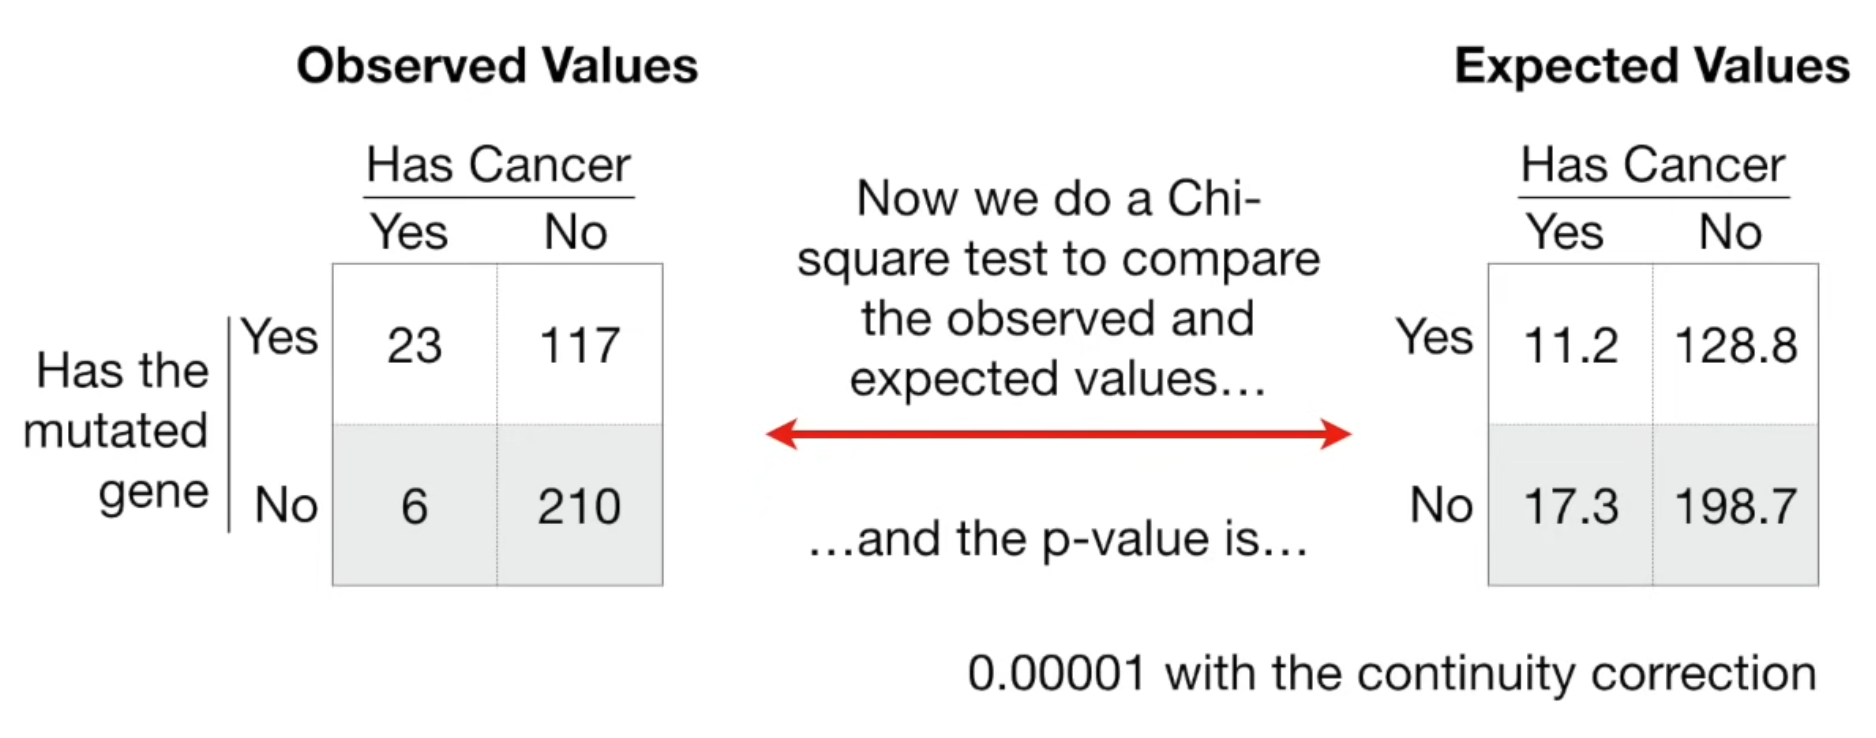 Observed Values
Expected Values
Has Cancer
Yes No
Has the
mutated
gene
Yes 23 117
No 6 210
Now we do a Chi-
square test to compare
the observed and
expected values…
…and the p-value is…
Has Cancer
Yes No
Yes 11.2 128.8
No 17.3 198.7
0.00001 with the continuity correction